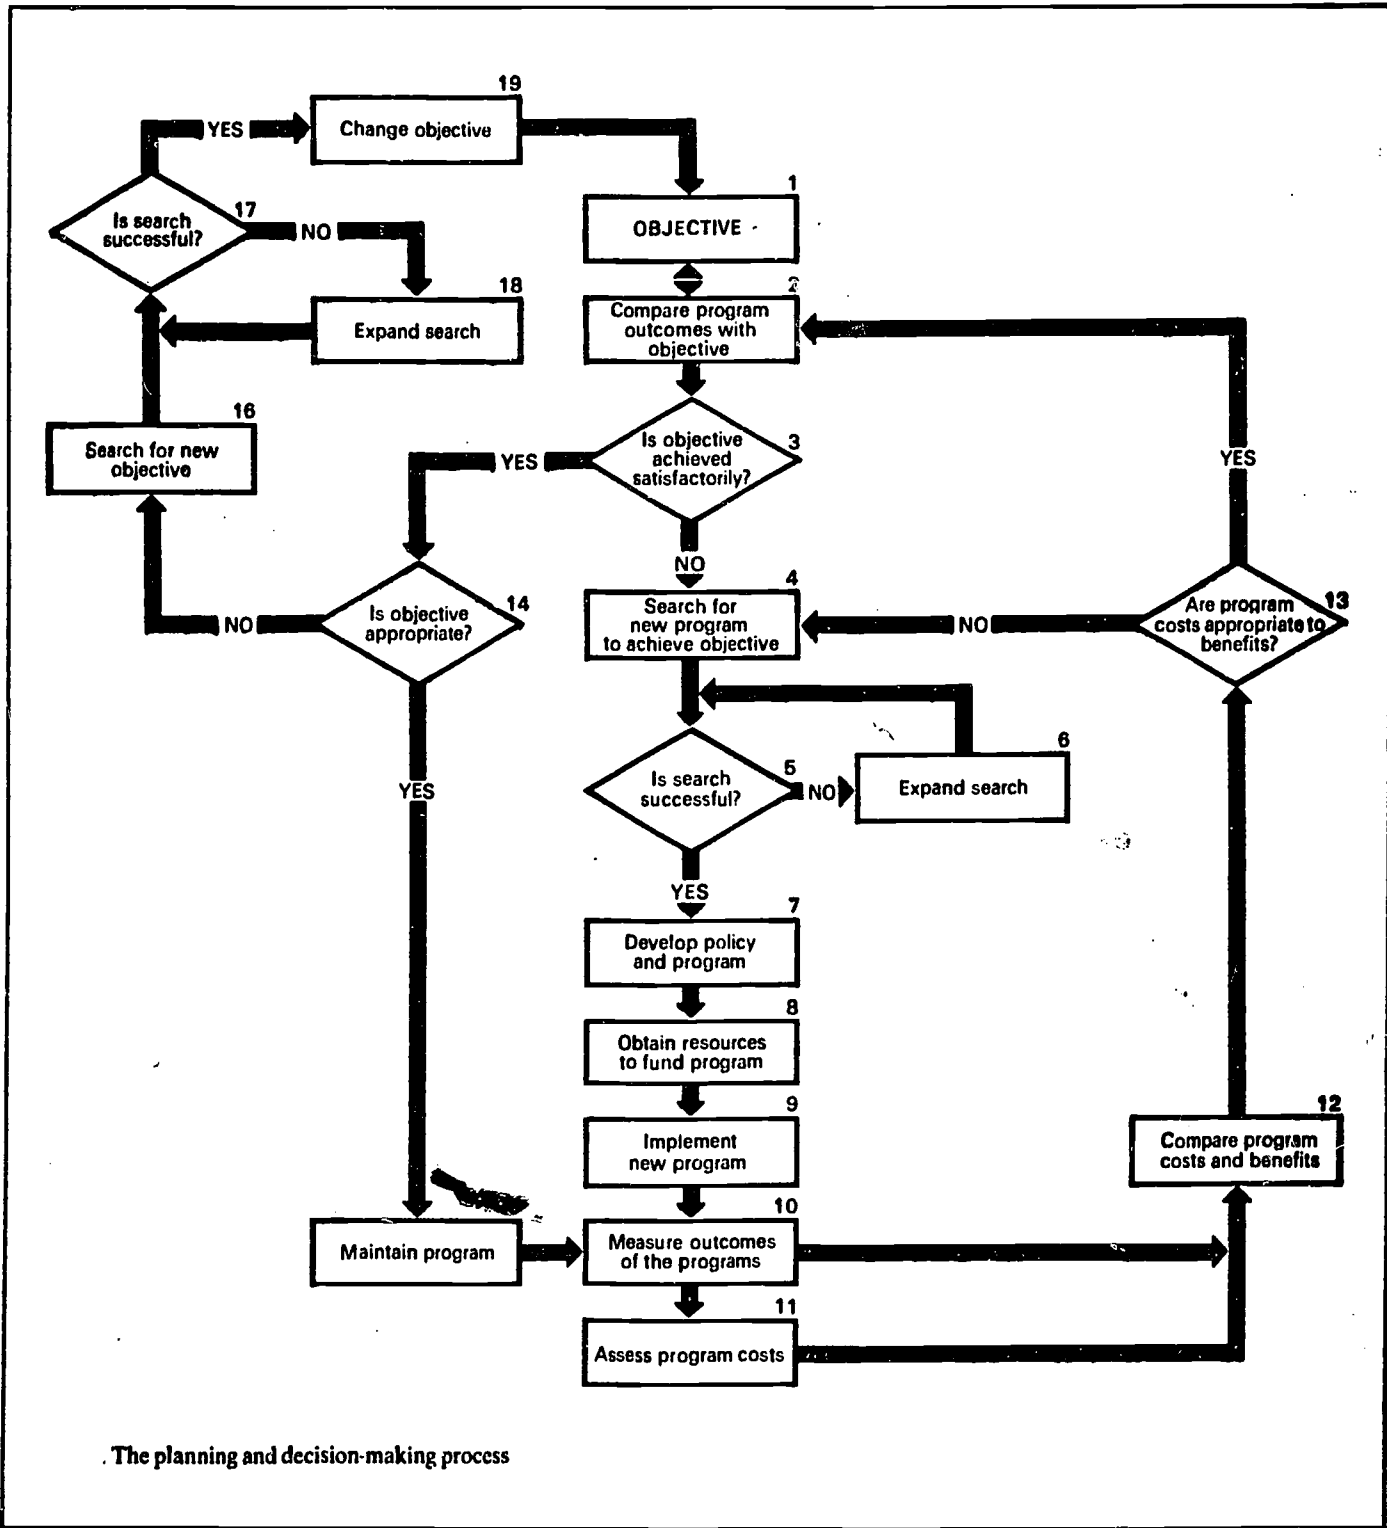 19
Change objective
YES
1
OBJECTIVE
17
Is search
successful?
NO
18
Expand search
2
Compare program
outcomes with
objective
16
Search for new
objective
3
Is objective
achieved
satisfactorily?
YES
YES
NO
14
Is objective
appropriate?
NO
4
Search for
new program
to achieve objective
NO
13
Are program
costs appropriate to
benefits?
YES
5
Is search
successful?
NO
6
Expand search
YES
7
Develop policy
and program
8
Obtain resources
to fund program
9
Implement
new program
12
Compare program
costs and benefits
Maintain program
10
Measure outcomes
of the programs
11
Assess program costs
The planning and decision-making process